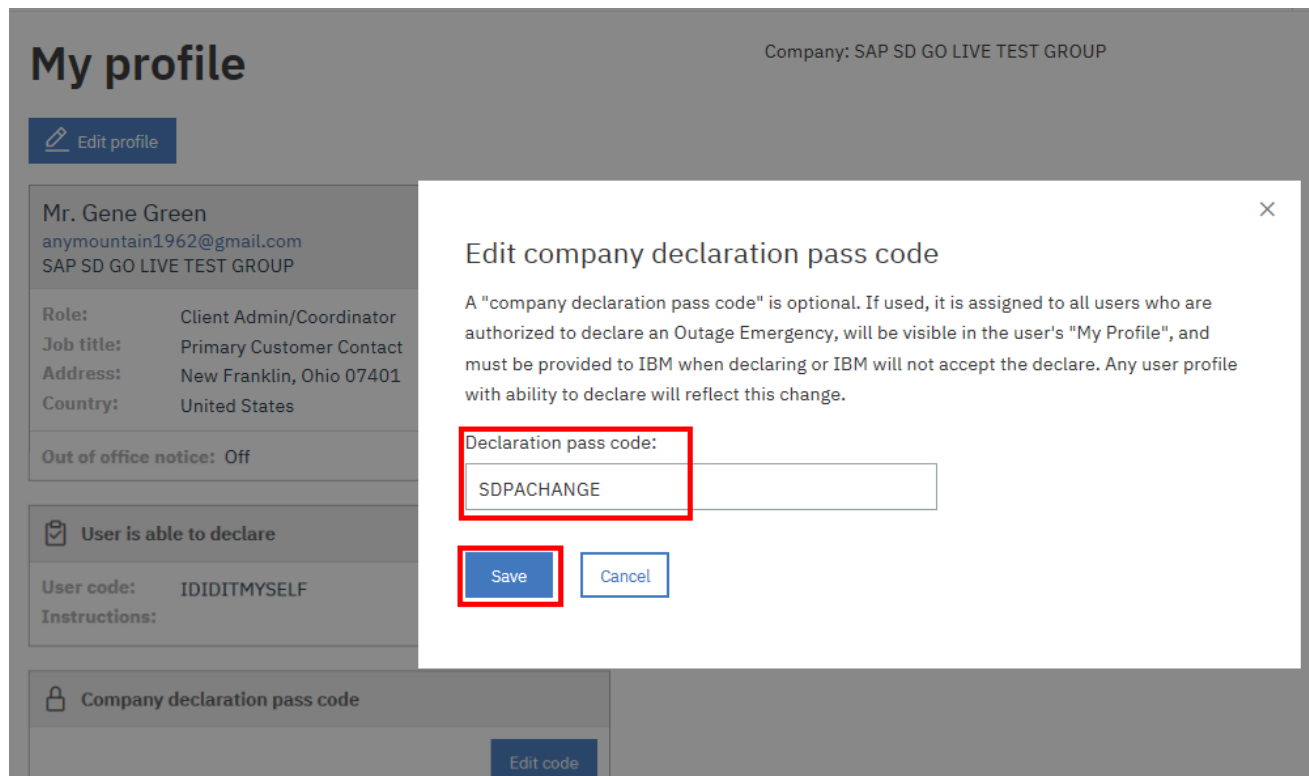 My profile
Company: SAP SD GO LIVE TEST GROUP
Edit profile
Mr. Gene Green
anymountain1962@gmail.com
SAP SD GO LIVE TEST GROUP
Role: Client Admin/Coordinator
Job title: Primary Customer Contact
Address: New Franklin, Ohio 07401
Country: United States
Out of office notice: Off
User is able to declare
User code: IDIDITMYSELF
Instructions:
Company declaration pass code
Edit code
Edit company declaration pass code
A "company declaration pass code" is optional. If used, it is assigned to all users who are
authorized to declare an Outage Emergency, will be visible in the user's "My Profile", and
must be provided to IBM when declaring or IBM will not accept the declare. Any user profile
with ability to declare will reflect this change.
Declaration pass code:
SDPACHANGE
Save Cancel